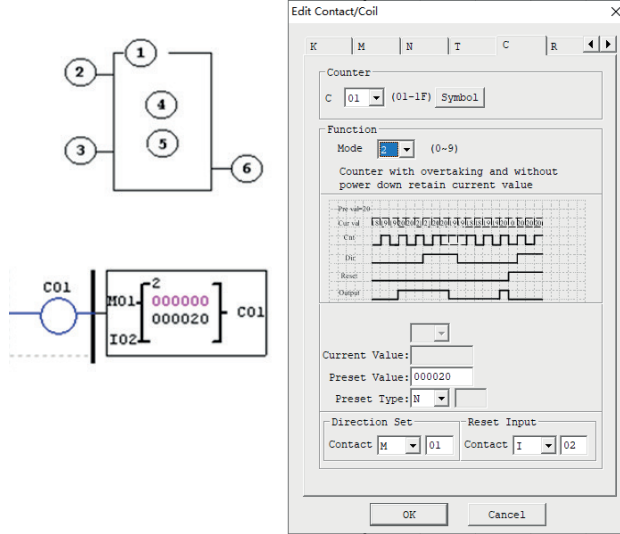 1
2
3
4
5
6
C01
M01
I02
2
000000
000020
C01
Edit Contact/Coil
K M N T C R
Counter
C 01 (01-1F) Symbol
Function
Mode 2 (0~9)
Counter with overtaking and without
power down retain current value
Pre val=20
Cur val
Cnt
Dir
Reset
Output
Current Value:
Preset Value: 000020
Preset Type: N
Direction Set
Contact M 01
Reset Input
Contact I 02
OK Cancel